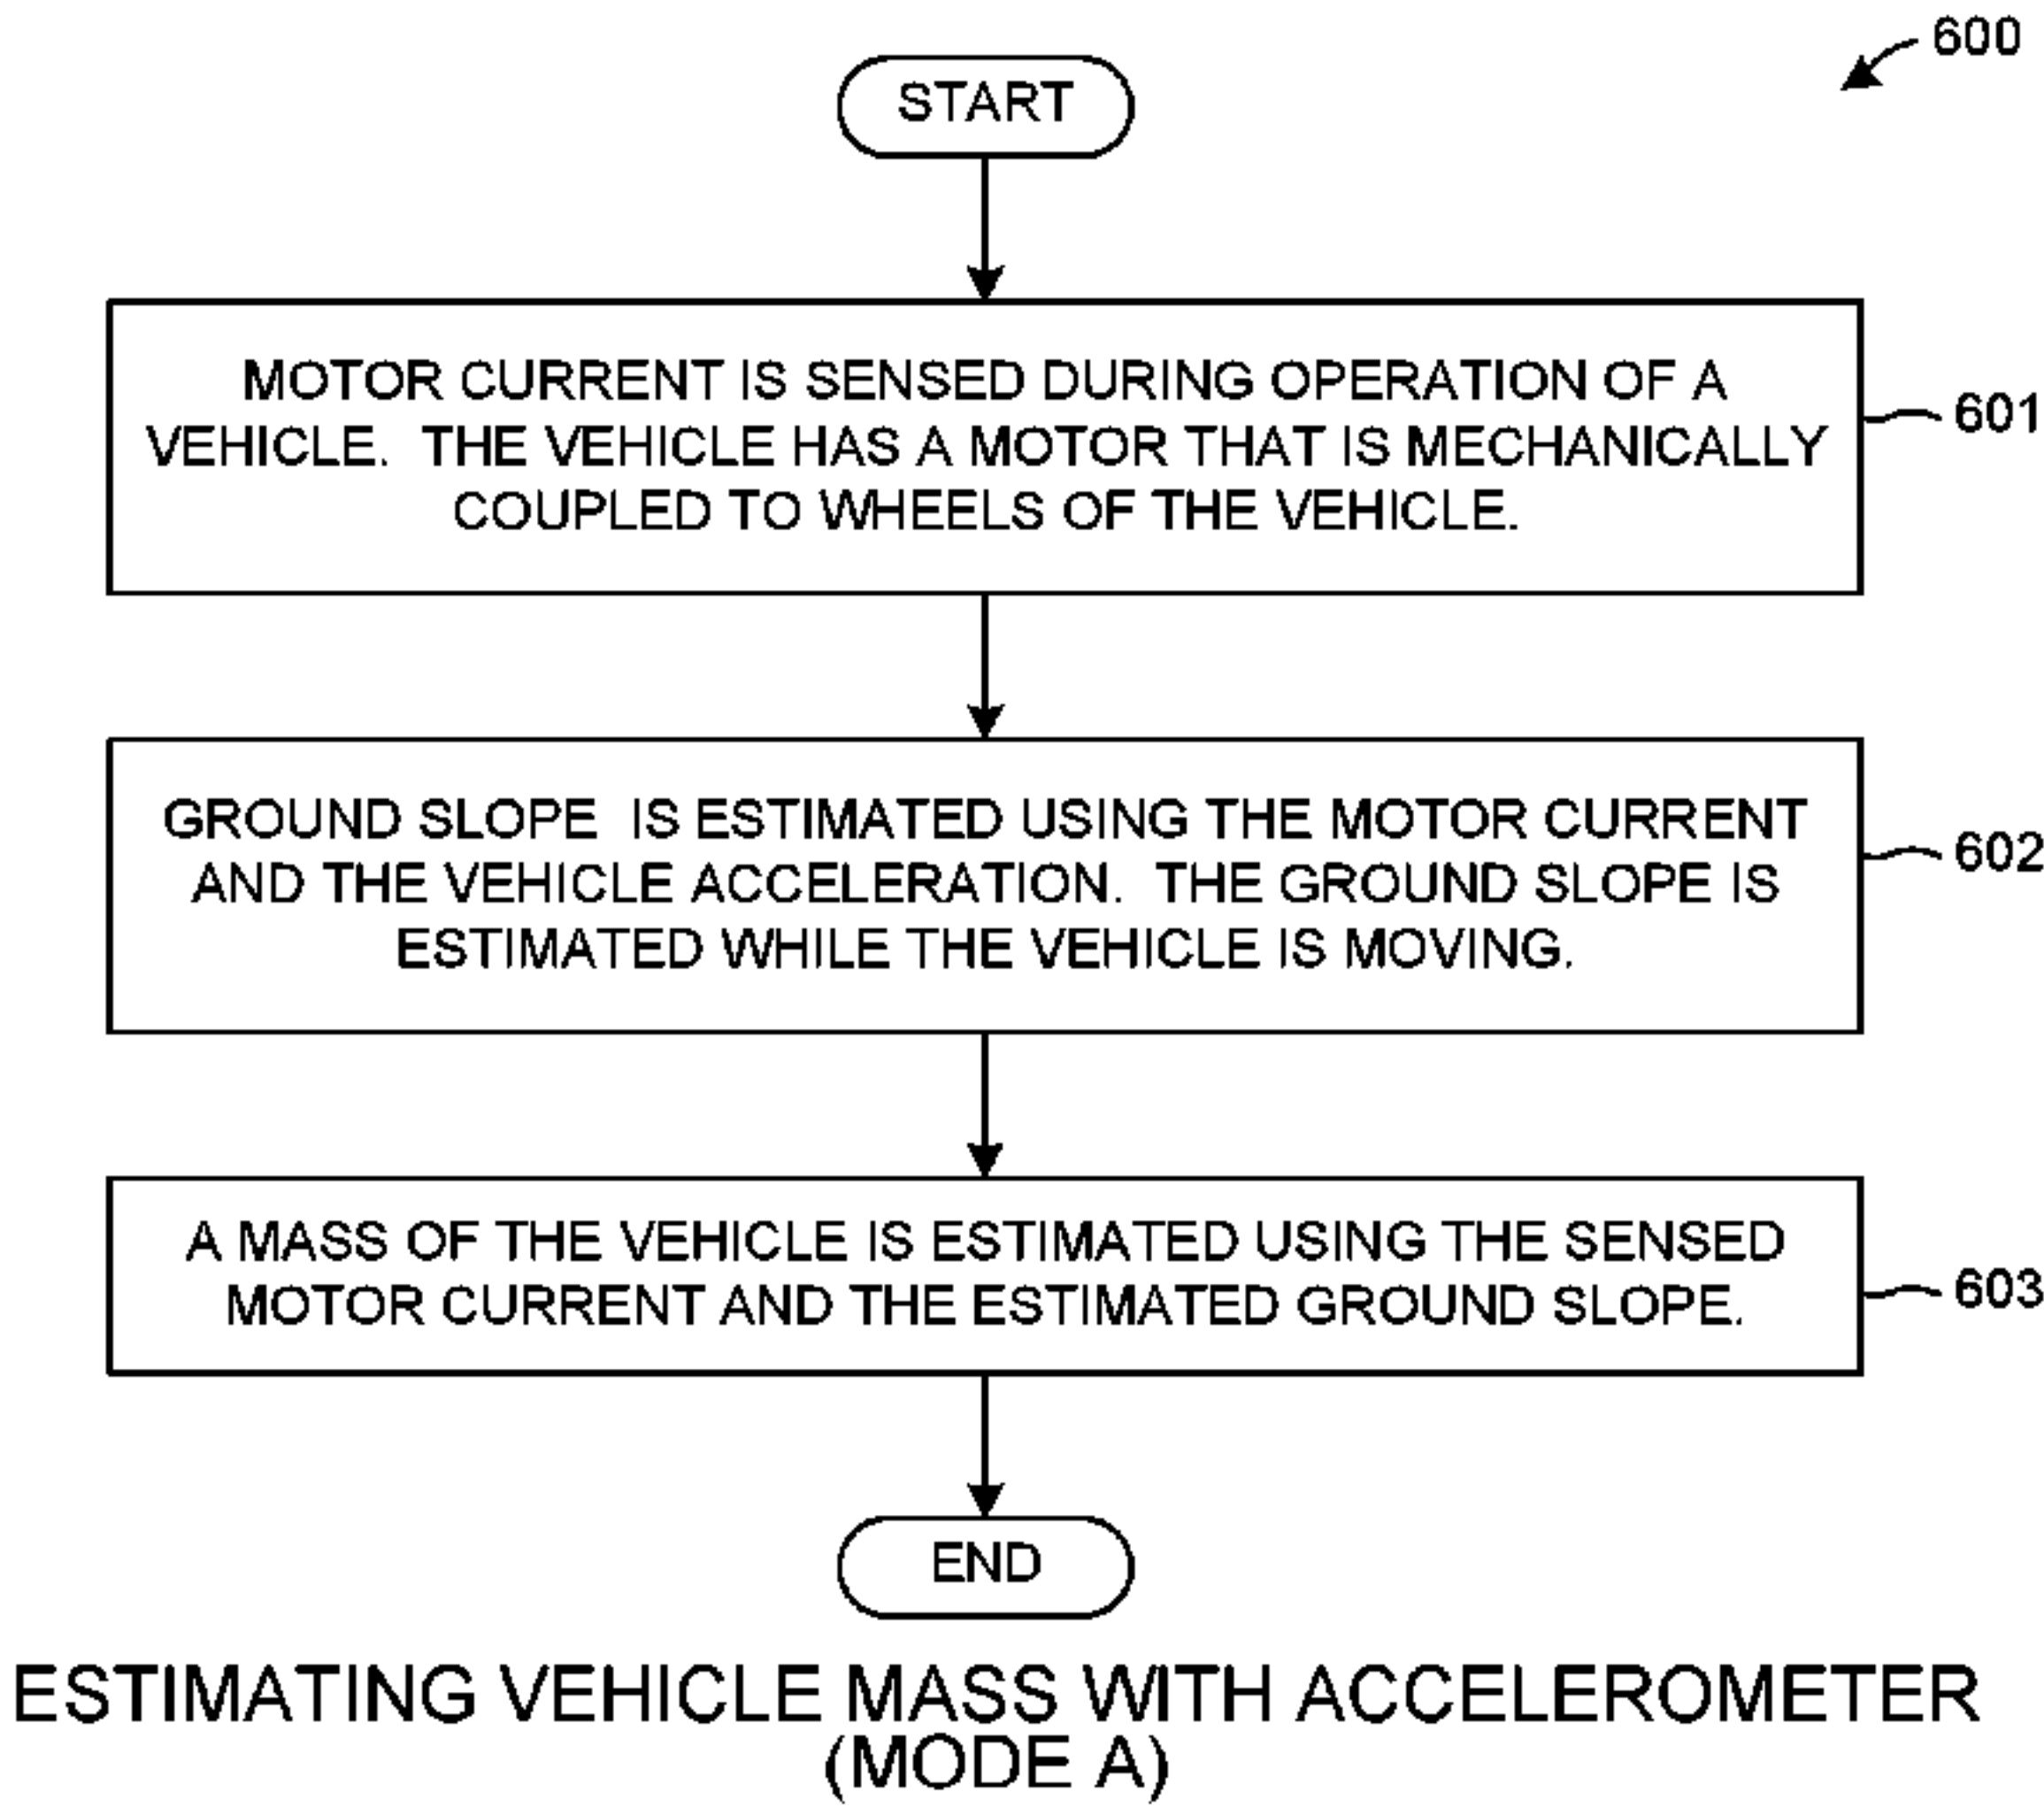 600
START
MOTOR CURRENT IS SENSED DURING OPERATION OF A
VEHICLE. THE VEHICLE HAS A MOTOR THAT IS MECHANICALLY
COUPLED TO WHEELS OF THE VEHICLE.
601
GROUND SLOPE IS ESTIMATED USING THE MOTOR CURRENT
AND THE VEHICLE ACCELERATION. THE GROUND SLOPE IS
ESTIMATED WHILE THE VEHICLE IS MOVING.
602
A MASS OF THE VEHICLE IS ESTIMATED USING THE SENSED
MOTOR CURRENT AND THE ESTIMATED GROUND SLOPE.
603
END
ESTIMATING VEHICLE MASS WITH ACCELEROMETER
(MODE A)